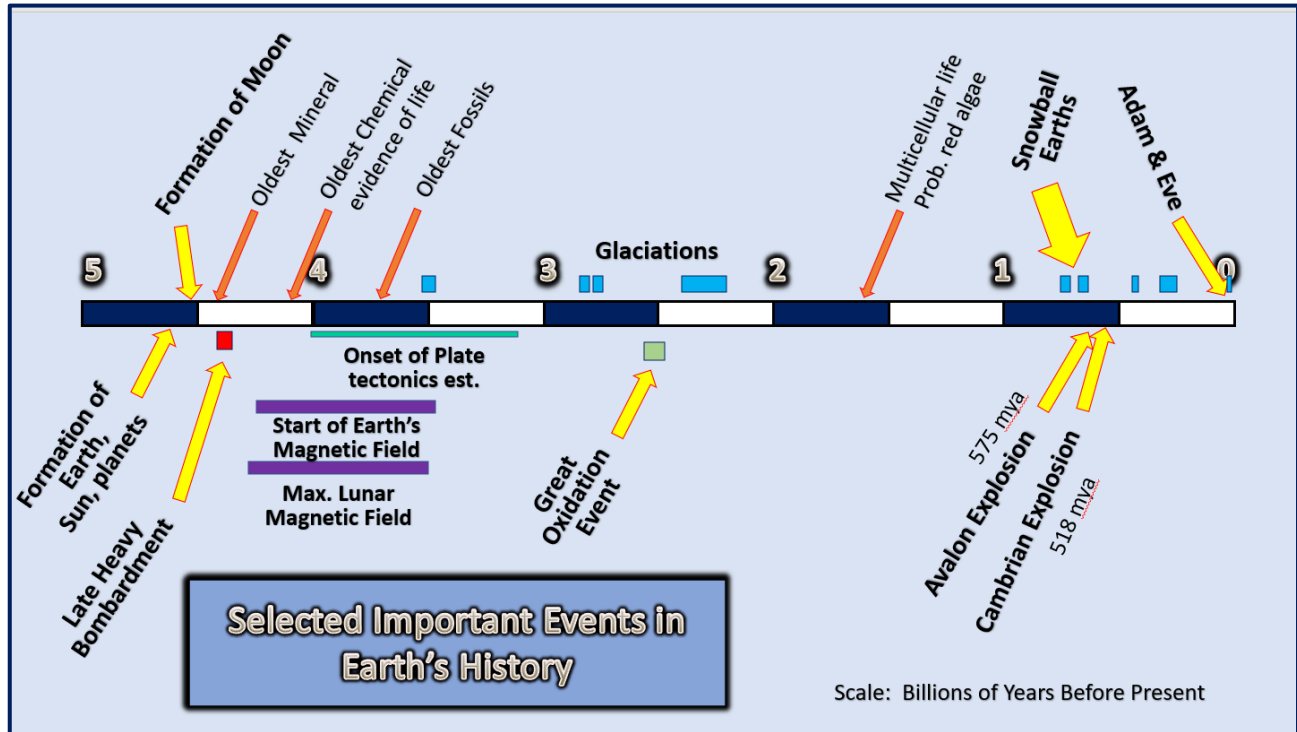 Formation of Moon
Oldest Mineral
Oldest Chemical
evidence of life
Oldest Fossils
Multicellular life
Prob. red algae
Snowball
Earths
Adam & Eve
Glaciations
5
4
3
2
1
0
Onset of Plate
tectonics est.
Start of Earth's
Magnetic Field
Max. Lunar
Magnetic Field
Formation of
Earth,
Sun, planets
Late Heavy
Bombardment
Great
Oxidation
Event
575 mya
Avalon Explosion
Cambrian Explosion
518 mya
Selected Important Events in
Earth's History
Scale: Billions of Years Before Present